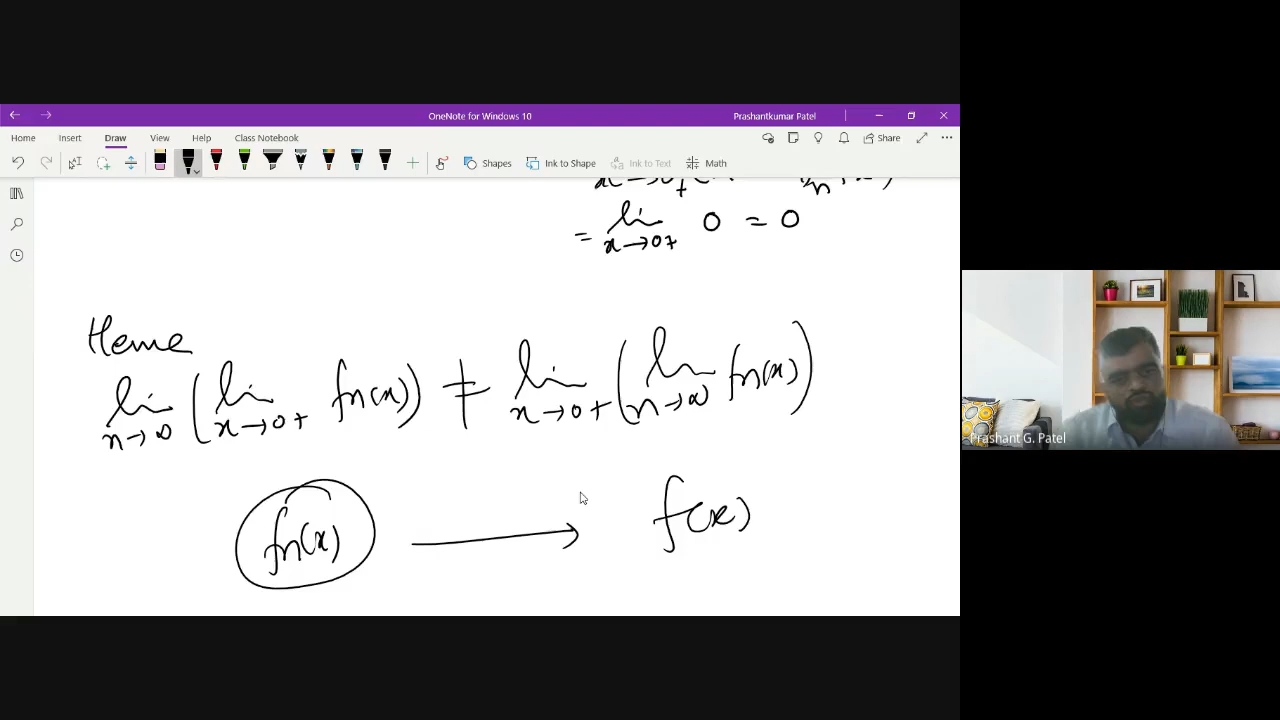 OneNote for Windows 10
Prashantkumar Patel
Home Insert Draw View Help Class Notebook
Share
Shapes Ink to Shape Ink to Text Math
= lim x→0+ 0 = 0
Hence
lim n→∞ (lim x→0+ fn(x)) ≠ lim x→0+ (lim n→∞ fn(x))
fn(x) → f(x)
Prashant G. Patel